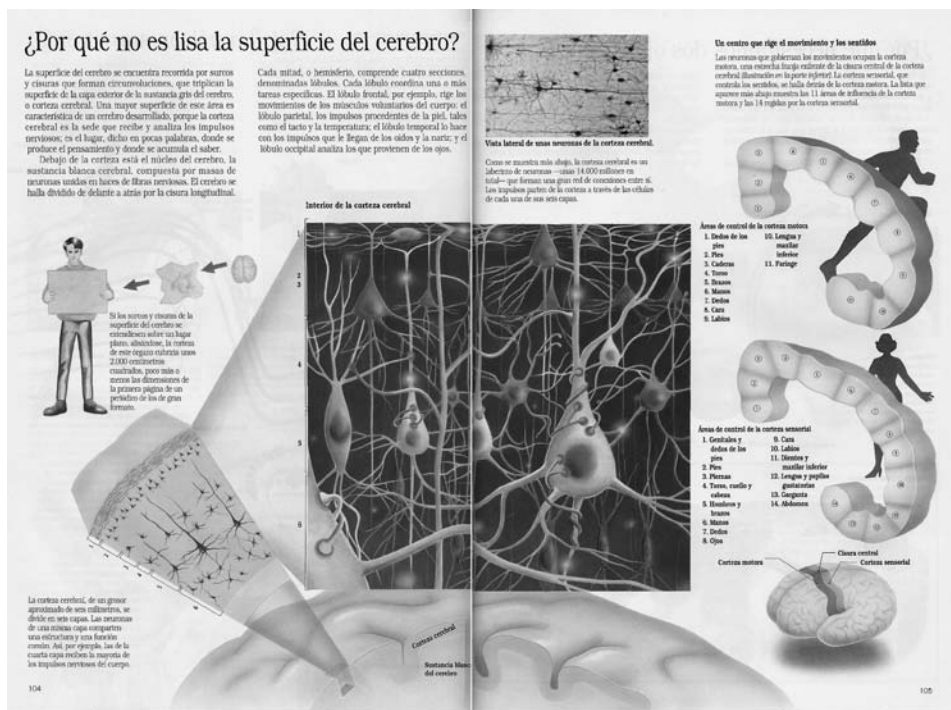 ¿Por qué no es lisa la superficie del cerebro?
La superficie del cerebro se encuentra recorrida por surcos
y cisuras que forman circunvoluciones, que triplican la
superficie de la capa exterior de la sustancia gris del cerebro,
o corteza cerebral. Una mayor superficie de este área es
característica de un cerebro desarrollado, porque la corteza
cerebral es la sede que recibe y analiza los impulsos
nerviosos; es el lugar, dicho en pocas palabras, donde se
produce el pensamiento y donde se acumula el saber.
Debajo de la corteza está el núcleo del cerebro, la
sustancia blanca cerebral, compuesta por masas de
neuronas unidas en haces de fibras nerviosas. El cerebro se
halla dividido de delante a atrás por la cisura longitudinal.
Cada mitad, o hemisferio, comprende cuatro secciones,
denominadas lóbulos. Cada lóbulo coordina una o más
tareas específicas. El lóbulo frontal, por ejemplo, rige los
movimientos de los músculos voluntarios del cuerpo; el
lóbulo parietal, los impulsos procedentes de la piel, tales
como el tacto y la temperatura; el lóbulo temporal lo hace
con los impulsos que le llegan de los oídos y la nariz; y el
lóbulo occipital analiza los que provienen de los ojos.
Si los surcos y cisuras de la
superficie del cerebro se
extendiesen sobre un lugar
plano, alisándose, la corteza
de este órgano cubriría unos
2.000 centímetros
cuadrados, poco más o
menos las dimensiones de
la primera página de un
periódico de los de gran
formato.
La corteza cerebral, de un grosor
aproximado de seis milímetros, se
divide en seis capas. Las neuronas
de una misma capa comparten
una estructura y una función
común. Así, por ejemplo, las de la
cuarta capa reciben la mayoría de
los impulsos nerviosos del cuerpo.
Interior de la corteza cerebral
1
2
3
4
5
6
Corteza cerebral
Sustancia blanca
del cerebro
104
Vista lateral de unas neuronas de la corteza cerebral.
Como se muestra más abajo, la corteza cerebral es un
laberinto de neuronas —unas 14.000 millones en
total— que forman una gran red de conexiones entre sí.
Los impulsos parten de la corteza a través de las células
de cada una de sus seis capas.
Un centro que rige el movimiento y los sentidos
Las neuronas que gobiernan los movimientos ocupan la corteza
motora, una estrecha franja enfrente de la cisura central de la corteza
cerebral (ilustración en la parte inferior). La corteza sensorial, que
controla los sentidos, se halla detrás de la corteza motora. La lista que
aparece más abajo muestra las 11 áreas de influencia de la corteza
motora y las 14 regidas por la corteza sensorial.
Áreas de control de la corteza motora
1. Dedos de los
pies
2. Pies
3. Caderas
4. Torso
5. Brazos
6. Manos
7. Dedos
8. Cara
9. Labios
10. Lengua y
maxilar
inferior
11. Faringe
Áreas de control de la corteza sensorial
1. Genitales y
dedos de los
pies
2. Pies
3. Piernas
4. Torso, cuello y
cabeza
5. Hombros y
brazos
6. Manos
7. Dedos
8. Ojos
9. Cara
10. Labios
11. Dientes y
maxilar inferior
12. Lengua y papilas
gustatorias
13. Garganta
14. Abdomen
Cisura central
Corteza motora
Corteza sensorial
105